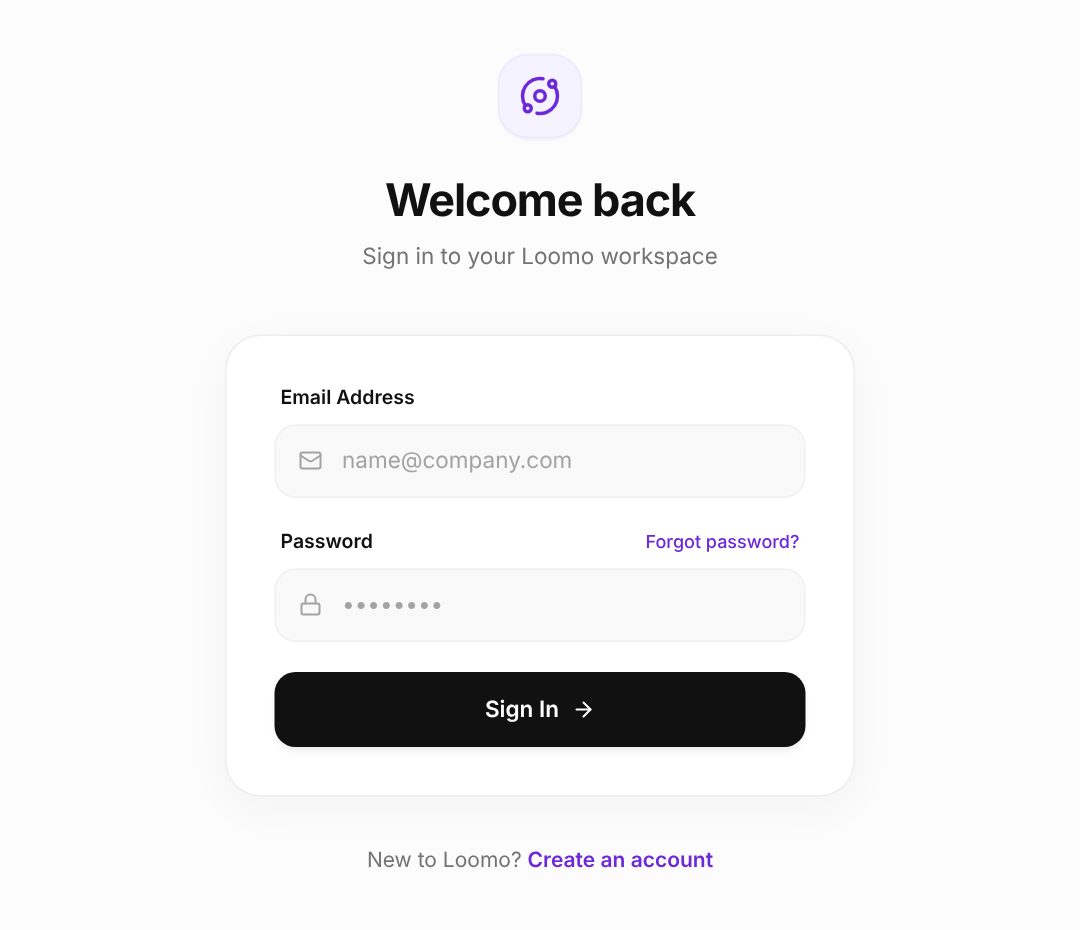 Welcome back
Sign in to your Loomo workspace
Email Address
name@company.com
Password Forgot password?
••••••••
Sign In →
New to Loomo? Create an account